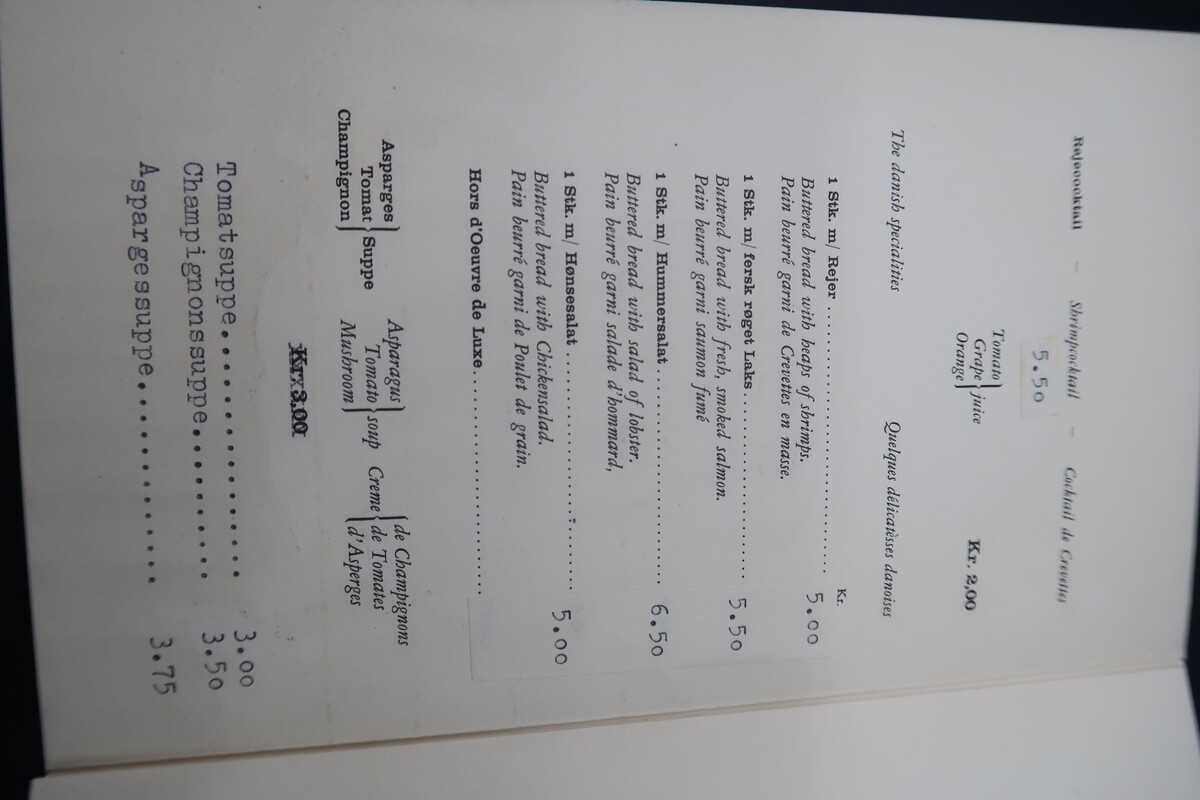 Rejecocktail – Shrimpcocktail – Cocktail de Crevettes
5.50
Tomato
Grape } juice Kr. 2,00
Orange
The danish specialities Quelques délicatèsses danoises
Kr.
1 Stk. m/ Rejer .............................. 5.00
Buttered bread with heaps of shrimps.
Pain beurré garni de Crevettes en masse.
1 Stk. m/ fersk røget Laks ..................... 5.50
Buttered bread with fresh, smoked salmon.
Pain beurré garni saumon fumé
1 Stk. m/ Hummersalat ........................ 6.50
Buttered bread with salad of lobster.
Pain beurré garni salade d'hommard,
1 Stk. m/ Hønsesalat .......................... 5.00
Buttered bread with Chickensalad.
Pain beurré garni de Poulet de grain.
Hors d'Oeuvre de Luxe ........................
Asparges Asparagus de Champignons
Tomat } Suppe Tomato } soup Creme { de Tomates
Champignon Mushroom d'Asperges
Kr. 3,00
Tomatsuppe.................. 3.00
Champignonssuppe........... 3.50
Aspargessuppe.............. 3.75